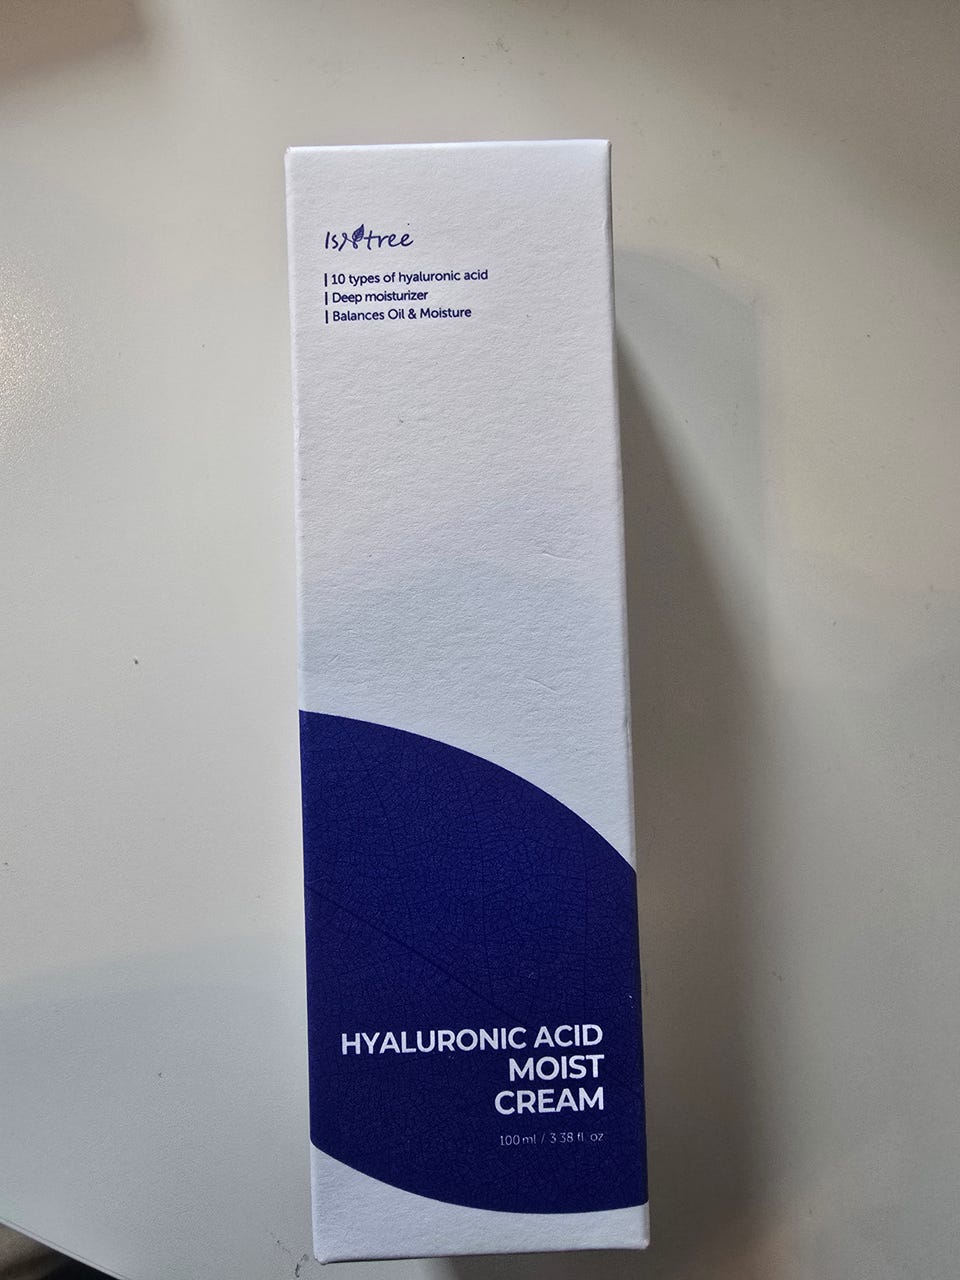 Isntree
10 types of hyaluronic acid
Deep moisturizer
Balances Oil & Moisture
HYALURONIC ACID
MOIST
CREAM
100 ml / 3.38 fl. oz